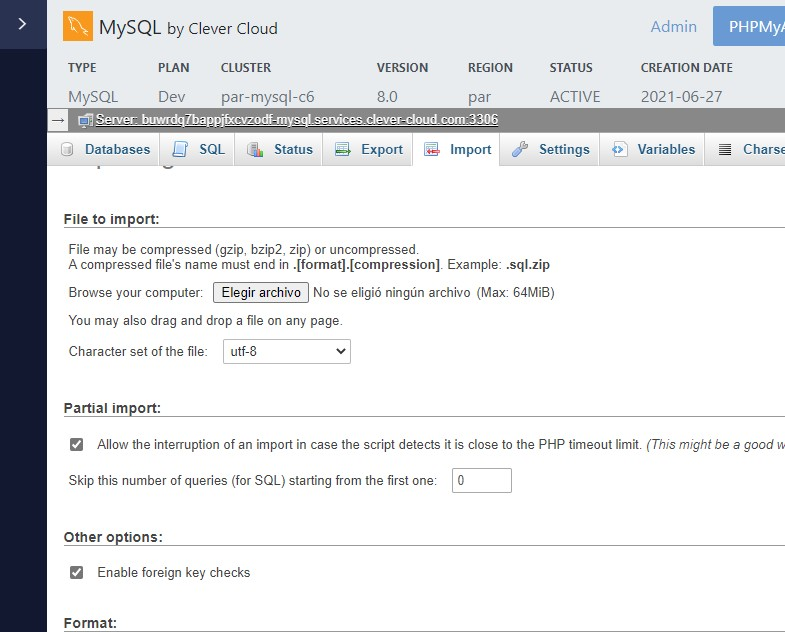 MySQL by Clever Cloud
Admin PHPMyA
TYPE PLAN CLUSTER VERSION REGION STATUS CREATION DATE
MySQL Dev par-mysql-c6 8.0 par ACTIVE 2021-06-27
Server: buwrdq7bappjfxcvzodf-mysql.services.clever-cloud.com:3306
Databases SQL Status Export Import Settings Variables Charse
File to import:
File may be compressed (gzip, bzip2, zip) or uncompressed.
A compressed file's name must end in .[format].[compression]. Example: .sql.zip
Browse your computer: Elegir archivo No se eligió ningún archivo (Max: 64MiB)
You may also drag and drop a file on any page.
Character set of the file: utf-8
Partial import:
Allow the interruption of an import in case the script detects it is close to the PHP timeout limit. (This might be a good w
Skip this number of queries (for SQL) starting from the first one: 0
Other options:
Enable foreign key checks
Format: